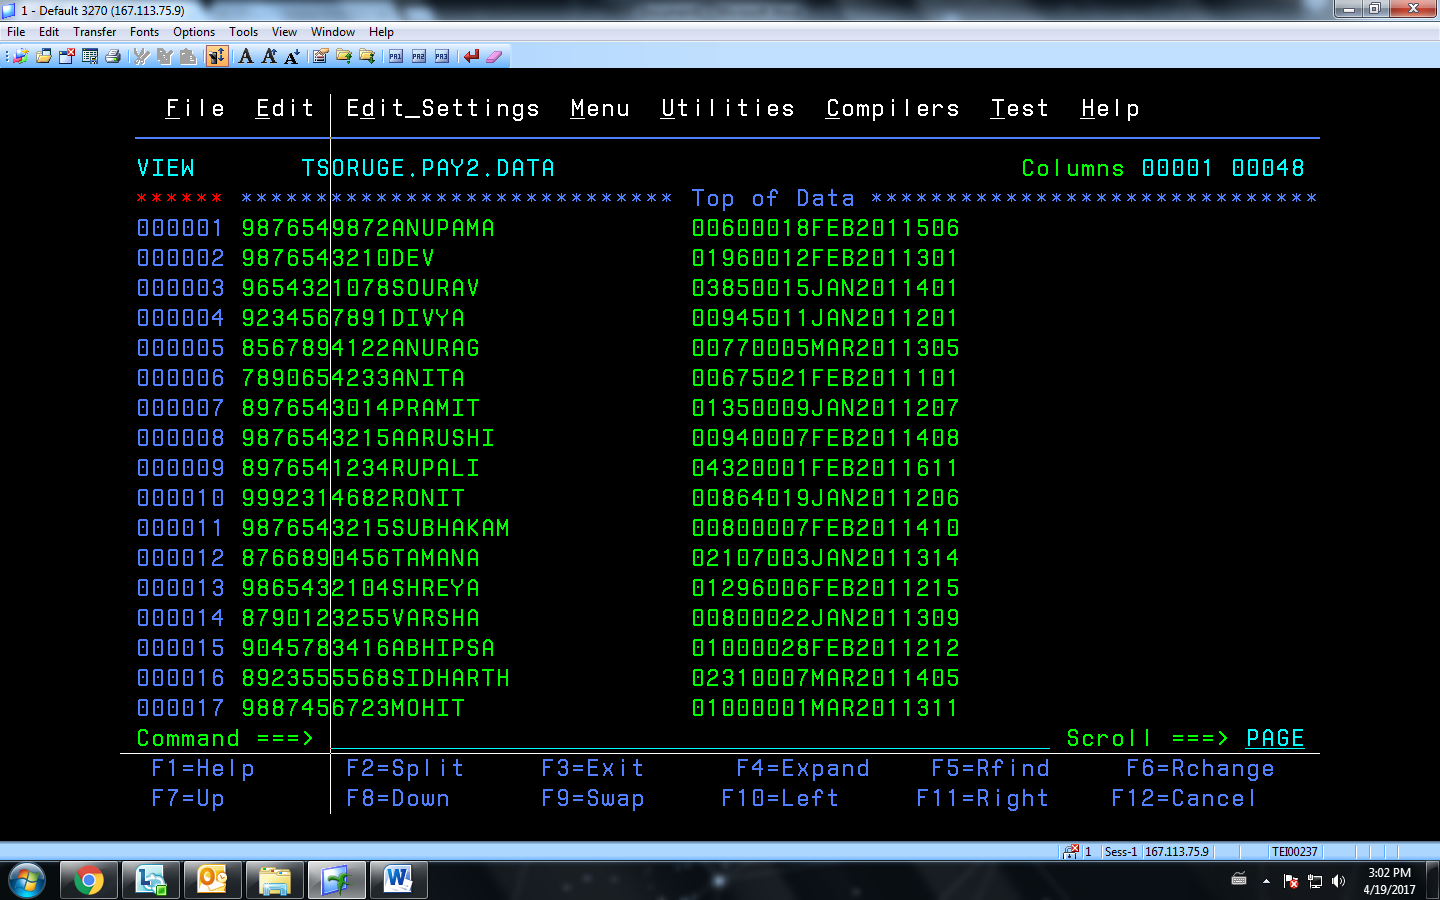 1 - Default 3270 (167.113.75.9)
File Edit Transfer Fonts Options Tools View Window Help
PA1 PA2 PA3
File Edit Edit_Settings Menu Utilities Compilers Test Help
VIEW TSORUGE.PAY2.DATA Columns 00001 00048
****** ***************************** Top of Data ******************************
000001 9876549872ANUPAMA 00600018FEB2011506
000002 9876543210DEV 01960012FEB2011301
000003 9654321078SOURAV 03850015JAN2011401
000004 9234567891DIVYA 00945011JAN2011201
000005 8567894122ANURAG 00770005MAR2011305
000006 7890654233ANITA 00675021FEB2011101
000007 8976543014PRAMIT 01350009JAN2011207
000008 9876543215AARUSHI 00940007FEB2011408
000009 8976541234RUPALI 04320001FEB2011611
000010 9992314682RONIT 00864019JAN2011206
000011 9876543215SUBHAKAM 00800007FEB2011410
000012 8766890456TAMANA 02107003JAN2011314
000013 9865432104SHREYA 01296006FEB2011215
000014 8790123255VARSHA 00800022JAN2011309
000015 9045783416ABHIPSA 01000028FEB2011212
000016 8923555568SIDHARTH 02310007MAR2011405
000017 9887456723MOHIT 01000001MAR2011311
Command ===> Scroll ===> PAGE
F1=Help F2=Split F3=Exit F4=Expand F5=Rfind F6=Rchange
F7=Up F8=Down F9=Swap F10=Left F11=Right F12=Cancel
1 Sess-1 167.113.75.9 TEI00237
3:02 PM
4/19/2017